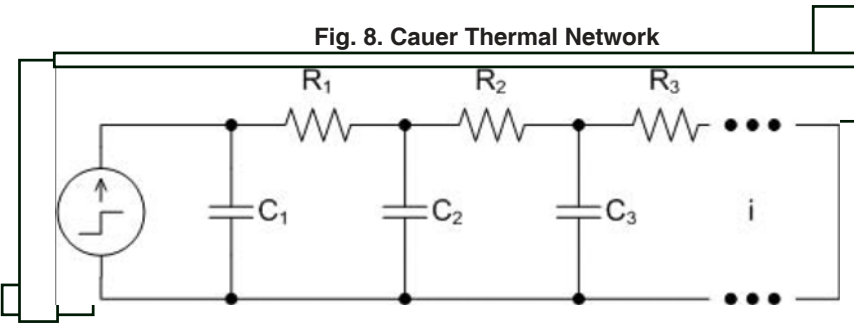 Fig. 8. Cauer Thermal Network
R₁ R₂ R₃
C₁ C₂ C₃ i